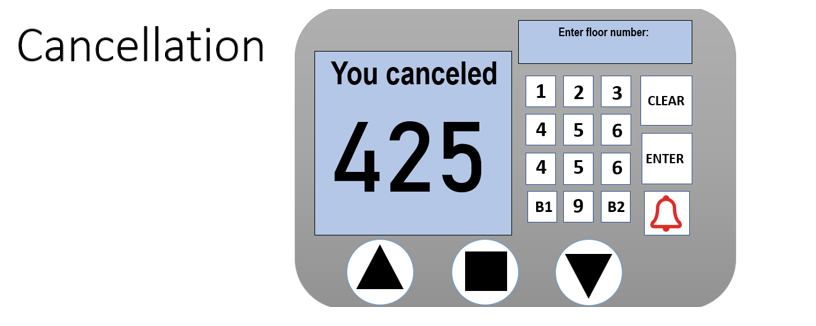 Cancellation
You canceled
425
Enter floor number:
1 2 3 CLEAR
4 5 6
ENTER
4 5 6
B1 9 B2